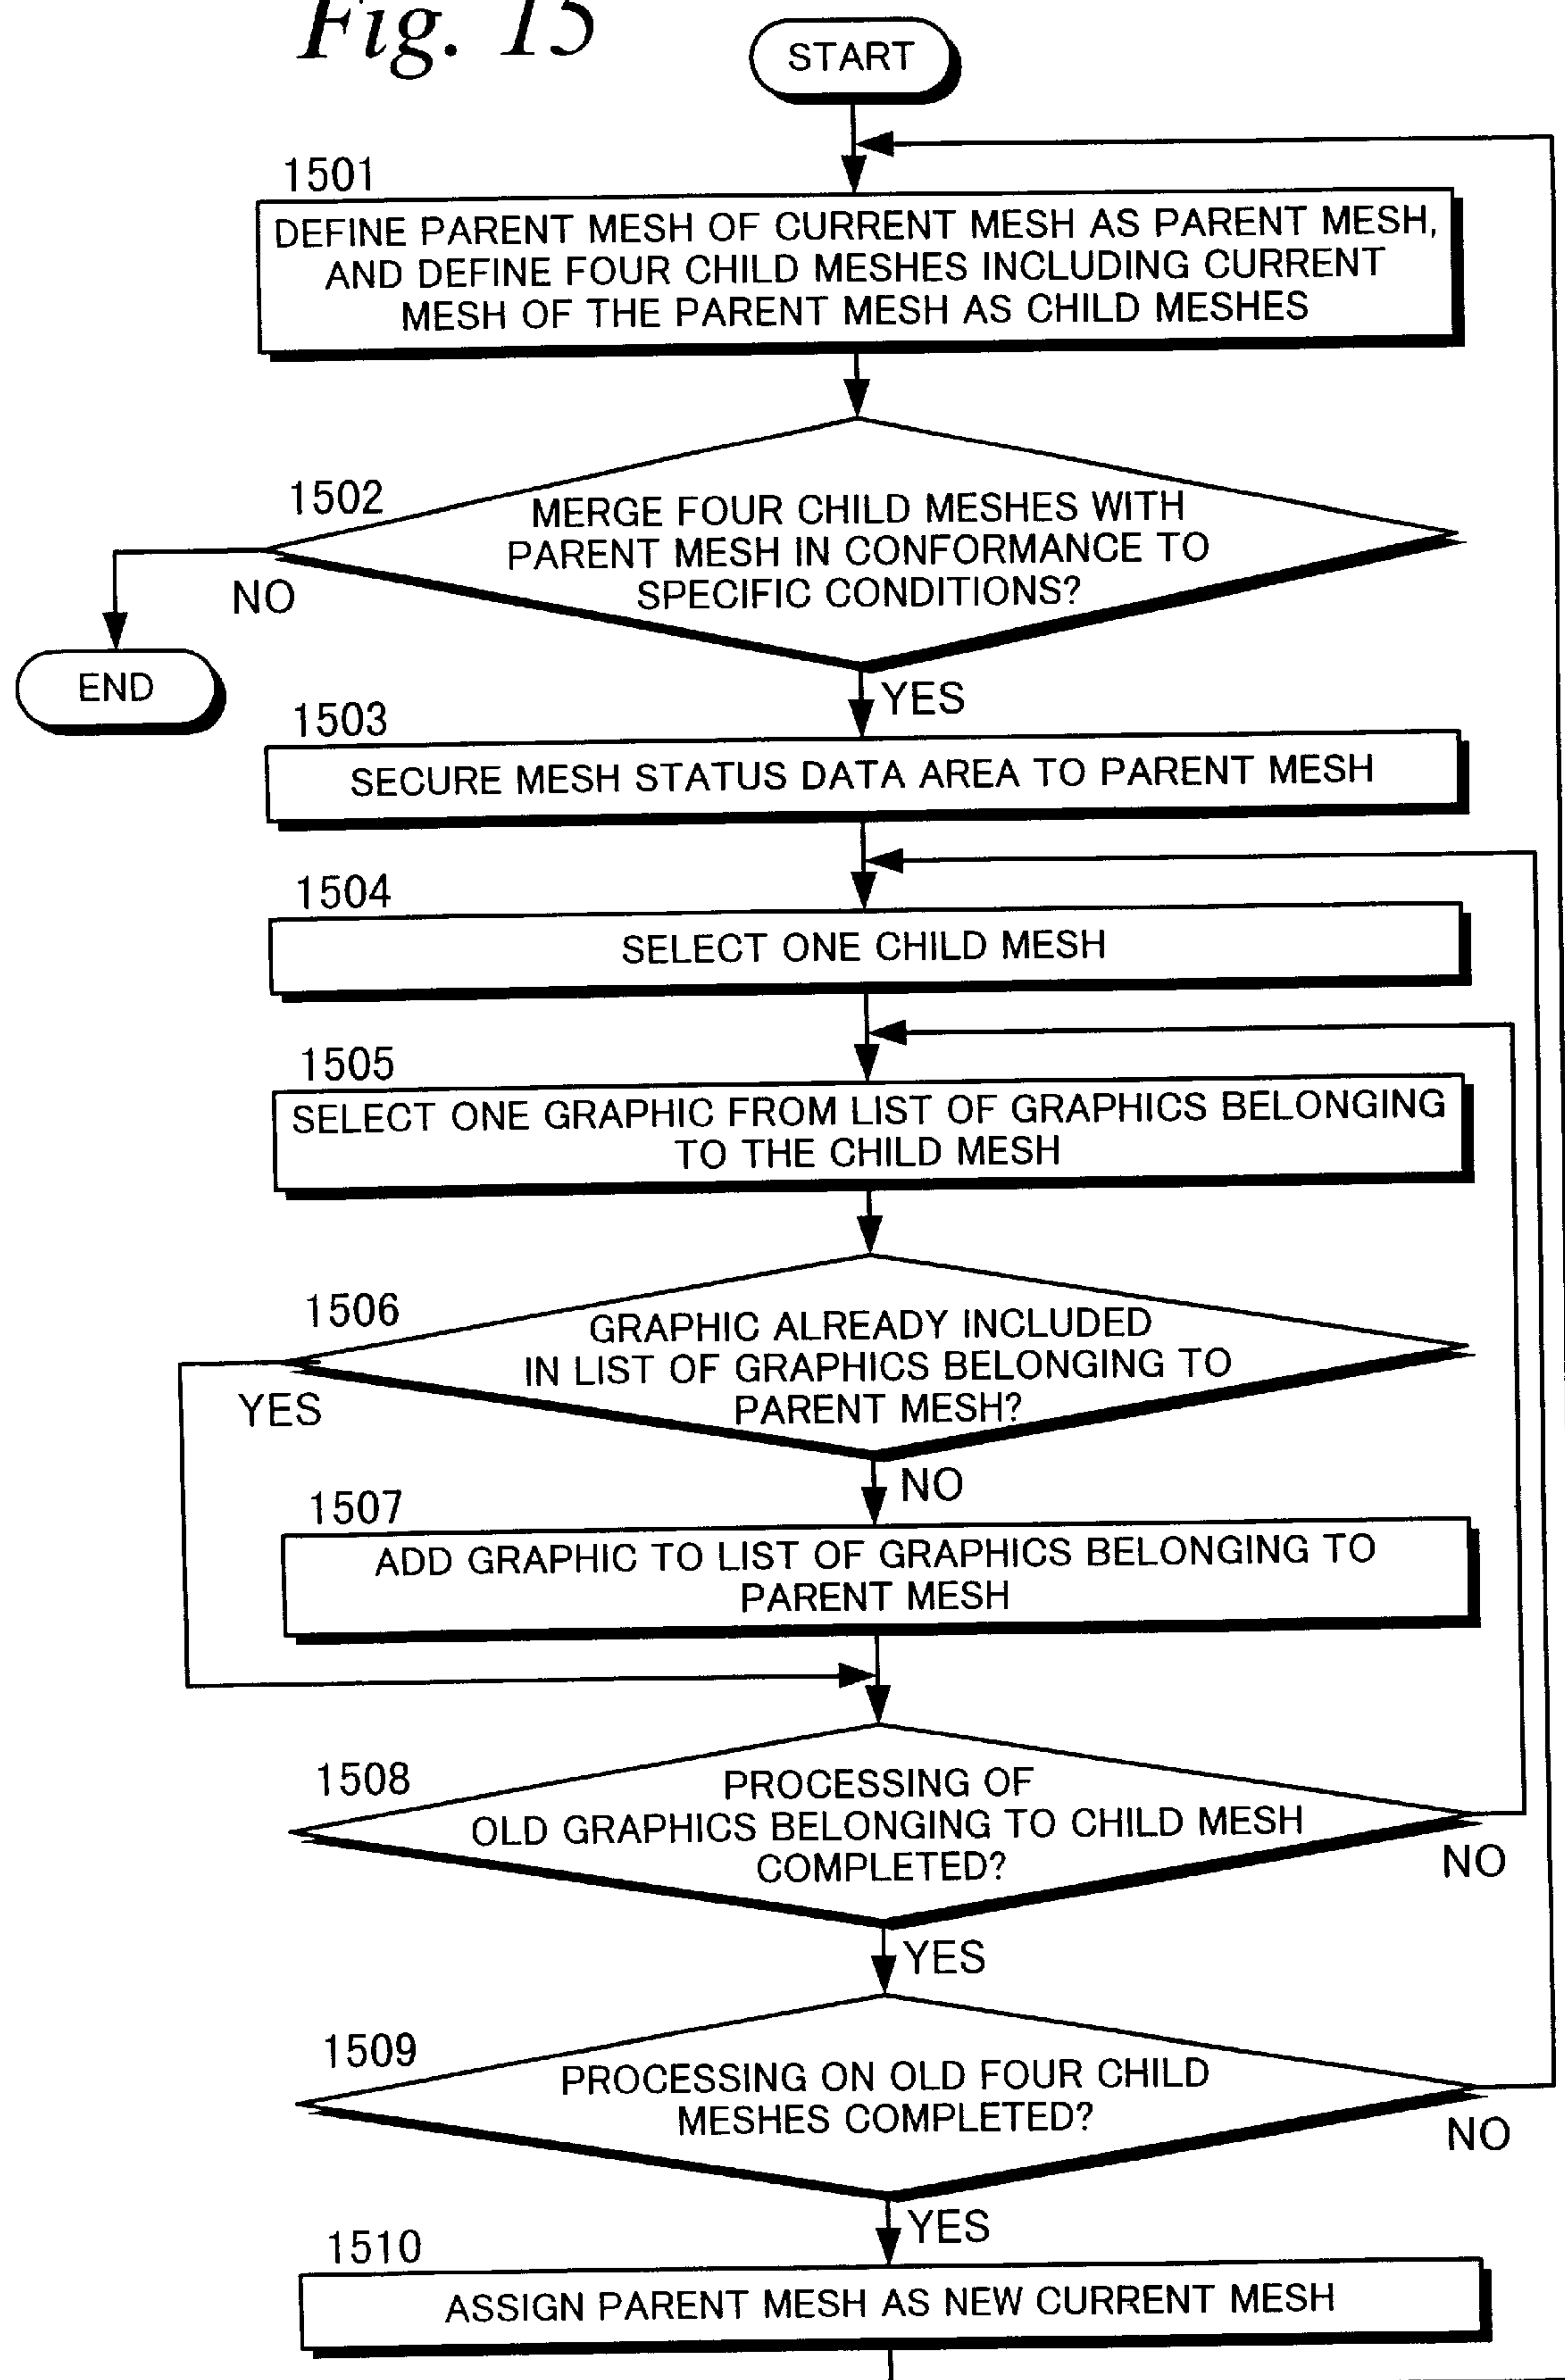 Fig. 15
START
1501
DEFINE PARENT MESH OF CURRENT MESH AS PARENT MESH,
AND DEFINE FOUR CHILD MESHES INCLUDING CURRENT
MESH OF THE PARENT MESH AS CHILD MESHES
1502
MERGE FOUR CHILD MESHES WITH
PARENT MESH IN CONFORMANCE TO
SPECIFIC CONDITIONS?
NO
END
YES
1503
SECURE MESH STATUS DATA AREA TO PARENT MESH
1504
SELECT ONE CHILD MESH
1505
SELECT ONE GRAPHIC FROM LIST OF GRAPHICS BELONGING
TO THE CHILD MESH
1506
GRAPHIC ALREADY INCLUDED
IN LIST OF GRAPHICS BELONGING TO
PARENT MESH?
YES
NO
1507
ADD GRAPHIC TO LIST OF GRAPHICS BELONGING TO
PARENT MESH
1508
PROCESSING OF
OLD GRAPHICS BELONGING TO CHILD MESH
COMPLETED?
NO
YES
1509
PROCESSING ON OLD FOUR CHILD
MESHES COMPLETED?
NO
YES
1510
ASSIGN PARENT MESH AS NEW CURRENT MESH